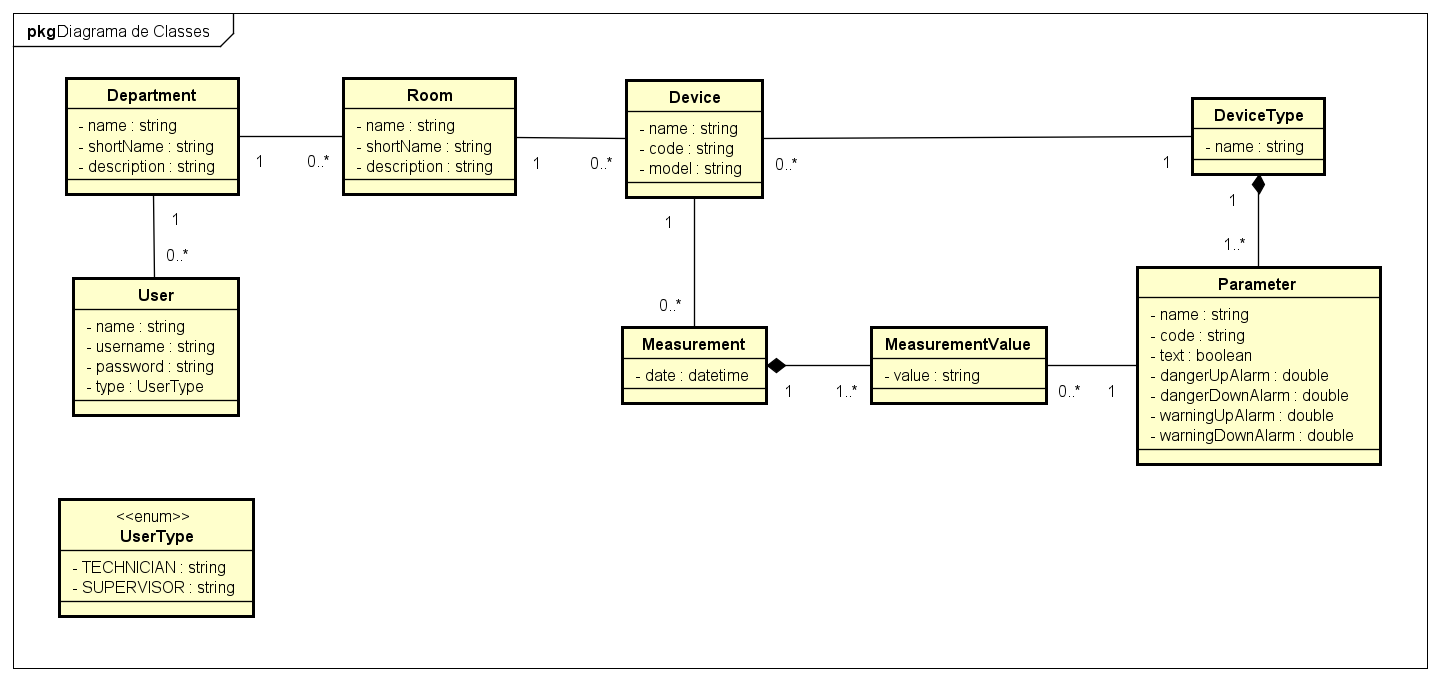 pkg Diagrama de Classes
Department
- name : string
- shortName : string
- description : string
1
0..*
Room
- name : string
- shortName : string
- description : string
1
0..*
Device
- name : string
- code : string
- model : string
0..*
1
DeviceType
- name : string
1
0..*
User
- name : string
- username : string
- password : string
- type : UserType
1
0..*
Measurement
- date : datetime
1
1..*
MeasurementValue
- value : string
0..*
1
1
1..*
Parameter
- name : string
- code : string
- text : boolean
- dangerUpAlarm : double
- dangerDownAlarm : double
- warningUpAlarm : double
- warningDownAlarm : double
<<enum>>
UserType
- TECHNICIAN : string
- SUPERVISOR : string